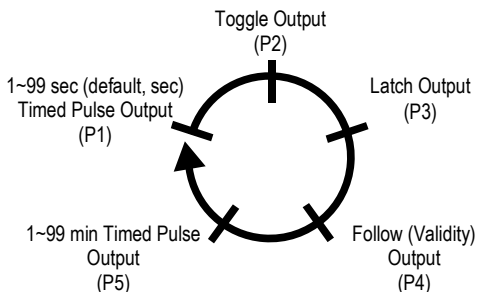 Toggle Output
(P2)
1~99 sec (default, sec)
Timed Pulse Output
(P1)
Latch Output
(P3)
1~99 min Timed Pulse
Output
(P5)
Follow (Validity)
Output
(P4)